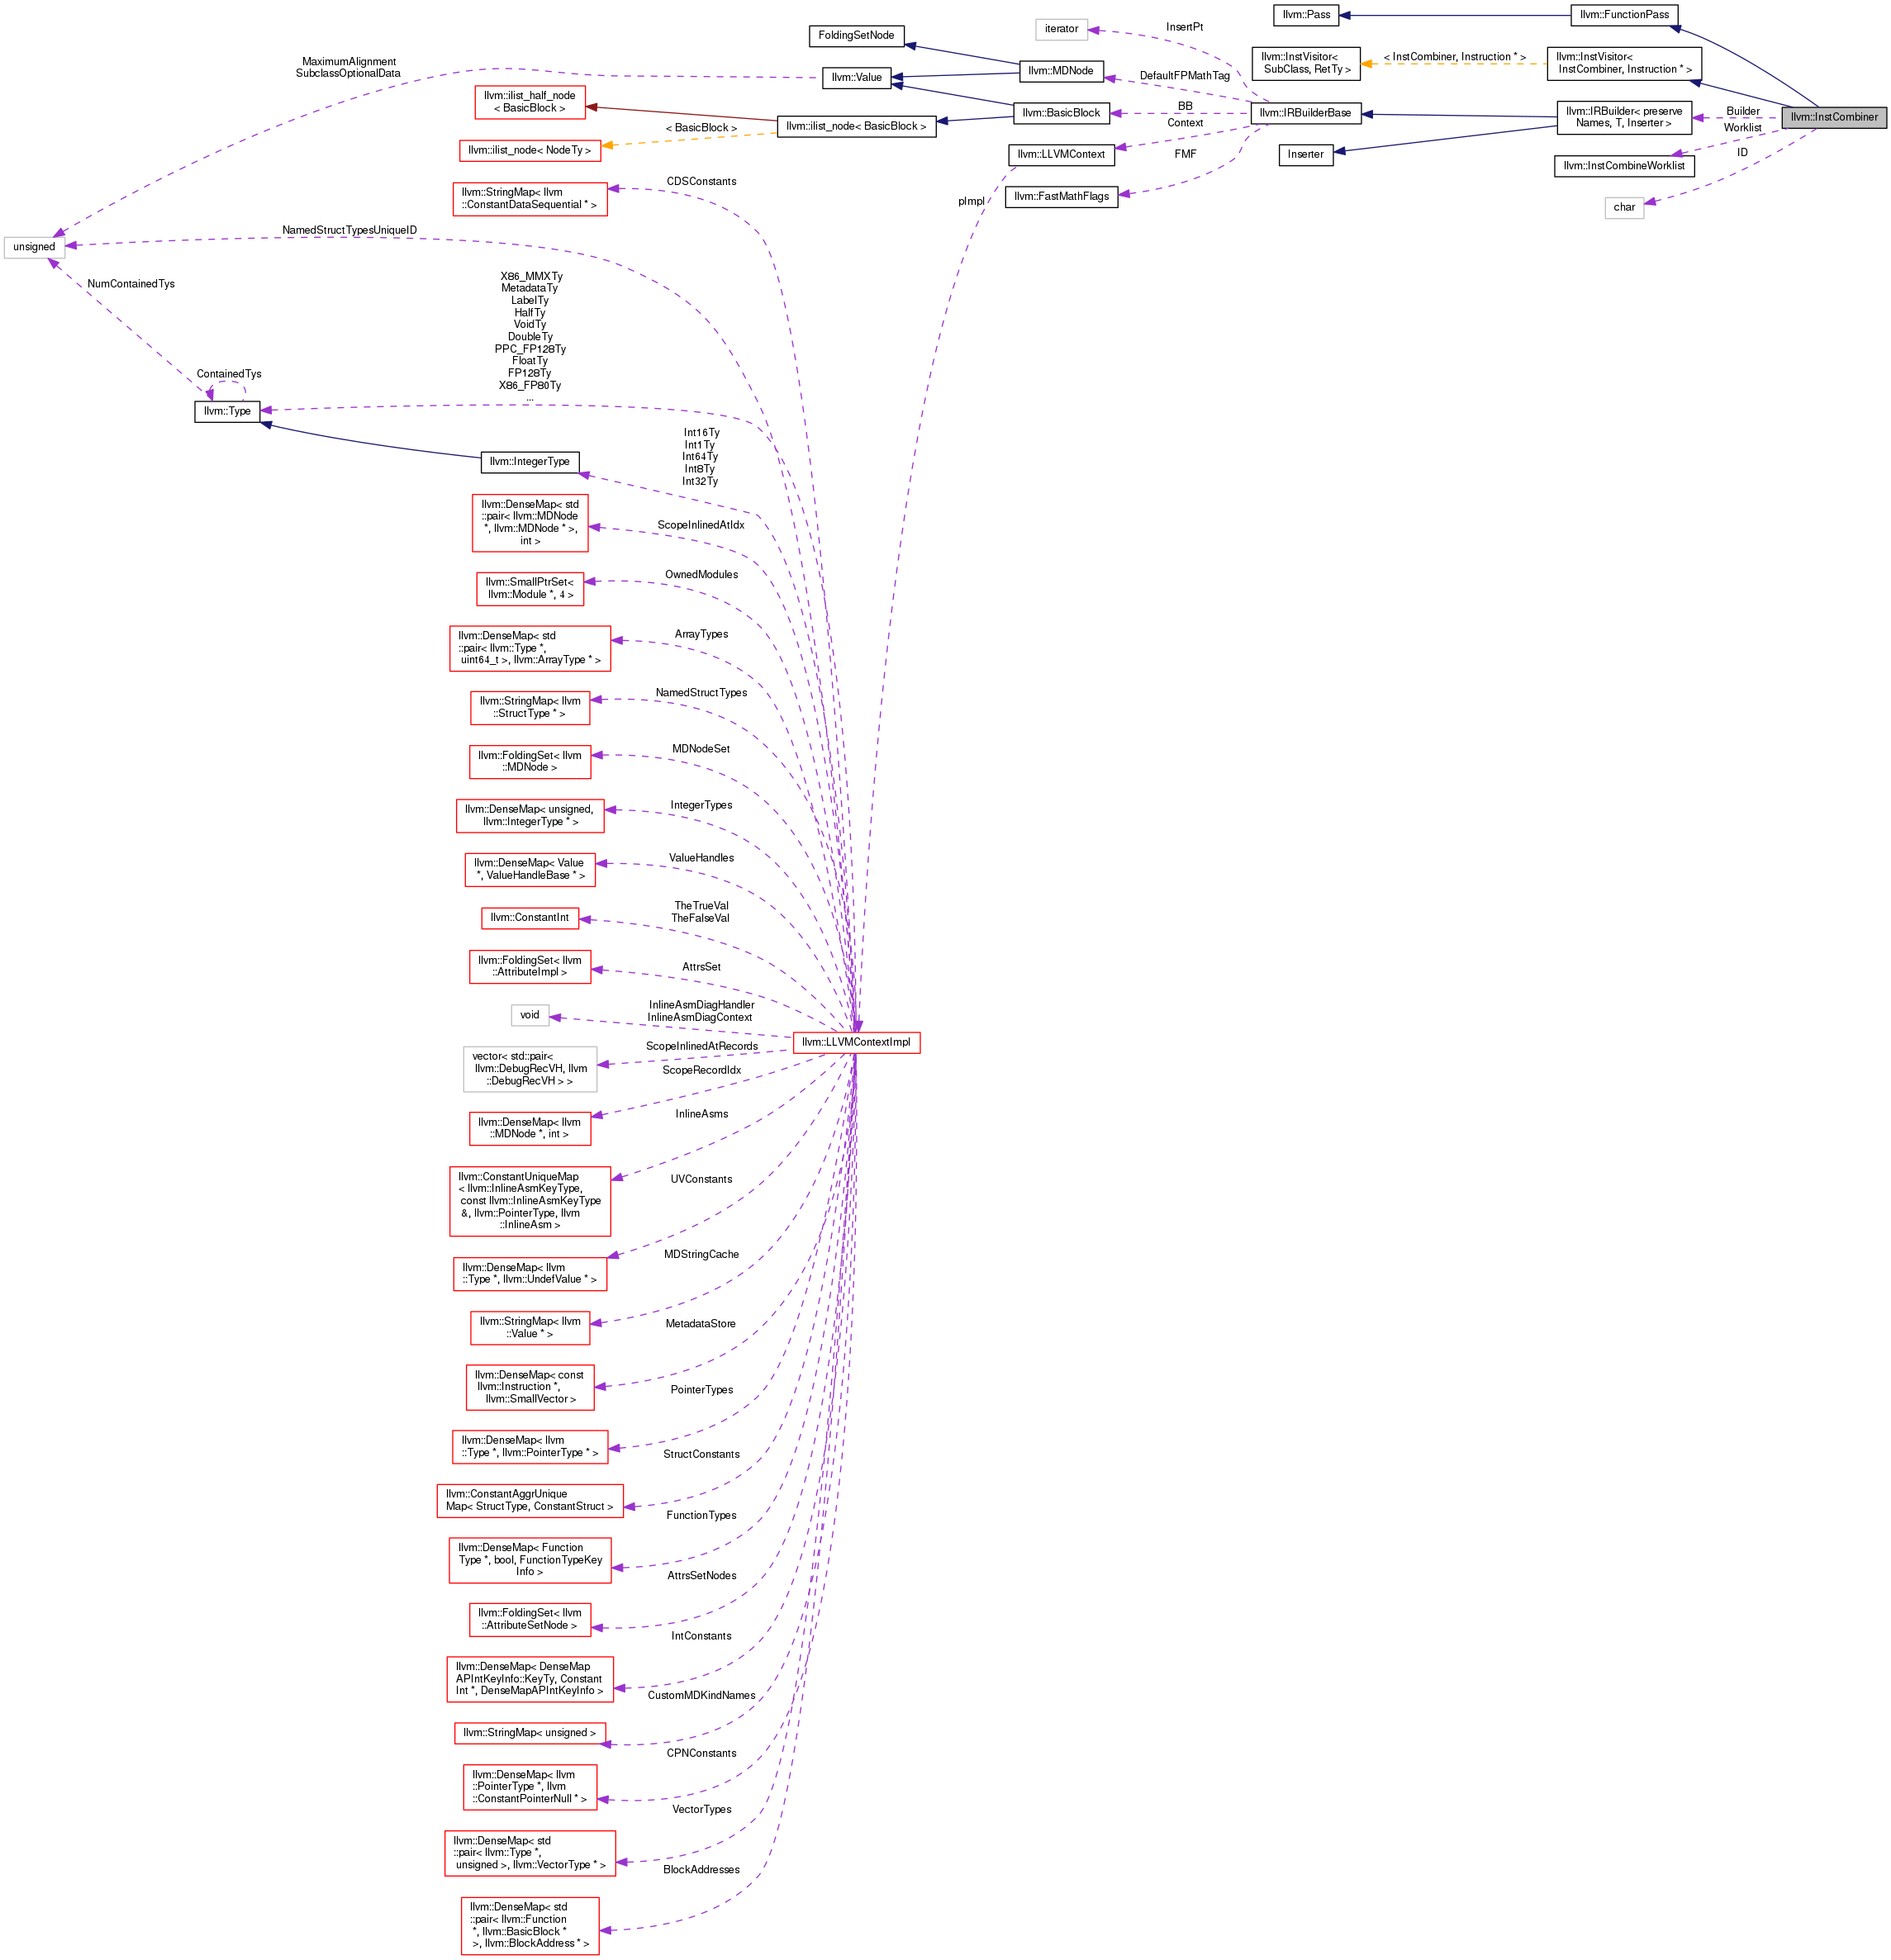 llvm::Pass
llvm::FunctionPass
iterator
InsertPt
FoldingSetNode
llvm::InstVisitor<
SubClass, RetTy >
< InstCombiner, Instruction * >
llvm::InstVisitor<
InstCombiner, Instruction * >
MaximumAlignment
SubclassOptionalData
llvm::Value
llvm::MDNode
DefaultFPMathTag
llvm::ilist_half_node
< BasicBlock >
llvm::BasicBlock
BB
llvm::IRBuilderBase
llvm::IRBuilder< preserve
Names, T, Inserter >
Builder
llvm::InstCombiner
< BasicBlock >
llvm::ilist_node< BasicBlock >
Context
Worklist
llvm::ilist_node< NodeTy >
llvm::LLVMContext
FMF
Inserter
ID
llvm::InstCombineWorklist
CDSConstants
llvm::StringMap< llvm
::ConstantDataSequential * >
pImpl
llvm::FastMathFlags
char
unsigned
NamedStructTypesUniqueID
NumContainedTys
X86_MMXTy
MetadataTy
LabelTy
HalfTy
VoidTy
DoubleTy
PPC_FP128Ty
FloatTy
FP128Ty
X86_FP80Ty
...
ContainedTys
llvm::Type
llvm::IntegerType
Int16Ty
Int1Ty
Int64Ty
Int8Ty
Int32Ty
llvm::DenseMap< std
::pair< llvm::MDNode
*, llvm::MDNode * >,
int >
ScopeInlinedAtIdx
llvm::SmallPtrSet<
llvm::Module *, 4 >
OwnedModules
llvm::DenseMap< std
::pair< llvm::Type *,
uint64_t >, llvm::ArrayType * >
ArrayTypes
llvm::StringMap< llvm
::StructType * >
NamedStructTypes
llvm::FoldingSet< llvm
::MDNode >
MDNodeSet
llvm::DenseMap< unsigned,
llvm::IntegerType * >
IntegerTypes
llvm::DenseMap< Value
*, ValueHandleBase * >
ValueHandles
llvm::ConstantInt
TheTrueVal
TheFalseVal
llvm::FoldingSet< llvm
::AttributeImpl >
AttrsSet
void
InlineAsmDiagHandler
InlineAsmDiagContext
llvm::LLVMContextImpl
vector< std::pair<
llvm::DebugRecVH, llvm
::DebugRecVH > >
ScopeInlinedAtRecords
ScopeRecordIdx
llvm::DenseMap< llvm
::MDNode *, int >
InlineAsms
llvm::ConstantUniqueMap
< llvm::InlineAsmKeyType,
const llvm::InlineAsmKeyType
&, llvm::PointerType, llvm
::InlineAsm >
UVConstants
llvm::DenseMap< llvm
::Type *, llvm::UndefValue * >
MDStringCache
llvm::StringMap< llvm
::Value * >
MetadataStore
llvm::DenseMap< const
llvm::Instruction *,
llvm::SmallVector >
PointerTypes
llvm::DenseMap< llvm
::Type *, llvm::PointerType * >
StructConstants
llvm::ConstantAggrUnique
Map< StructType, ConstantStruct >
FunctionTypes
llvm::DenseMap< Function
Type *, bool, FunctionTypeKey
Info >
AttrsSetNodes
llvm::FoldingSet< llvm
::AttributeSetNode >
IntConstants
llvm::DenseMap< DenseMap
APIntKeyInfo::KeyTy, Constant
Int *, DenseMapAPIntKeyInfo >
CustomMDKindNames
llvm::StringMap< unsigned >
CPNConstants
llvm::DenseMap< llvm
::PointerType *, llvm
::ConstantPointerNull * >
VectorTypes
llvm::DenseMap< std
::pair< llvm::Type *,
unsigned >, llvm::VectorType * >
BlockAddresses
llvm::DenseMap< std
::pair< llvm::Function
*, llvm::BasicBlock *
>, llvm::BlockAddress * >